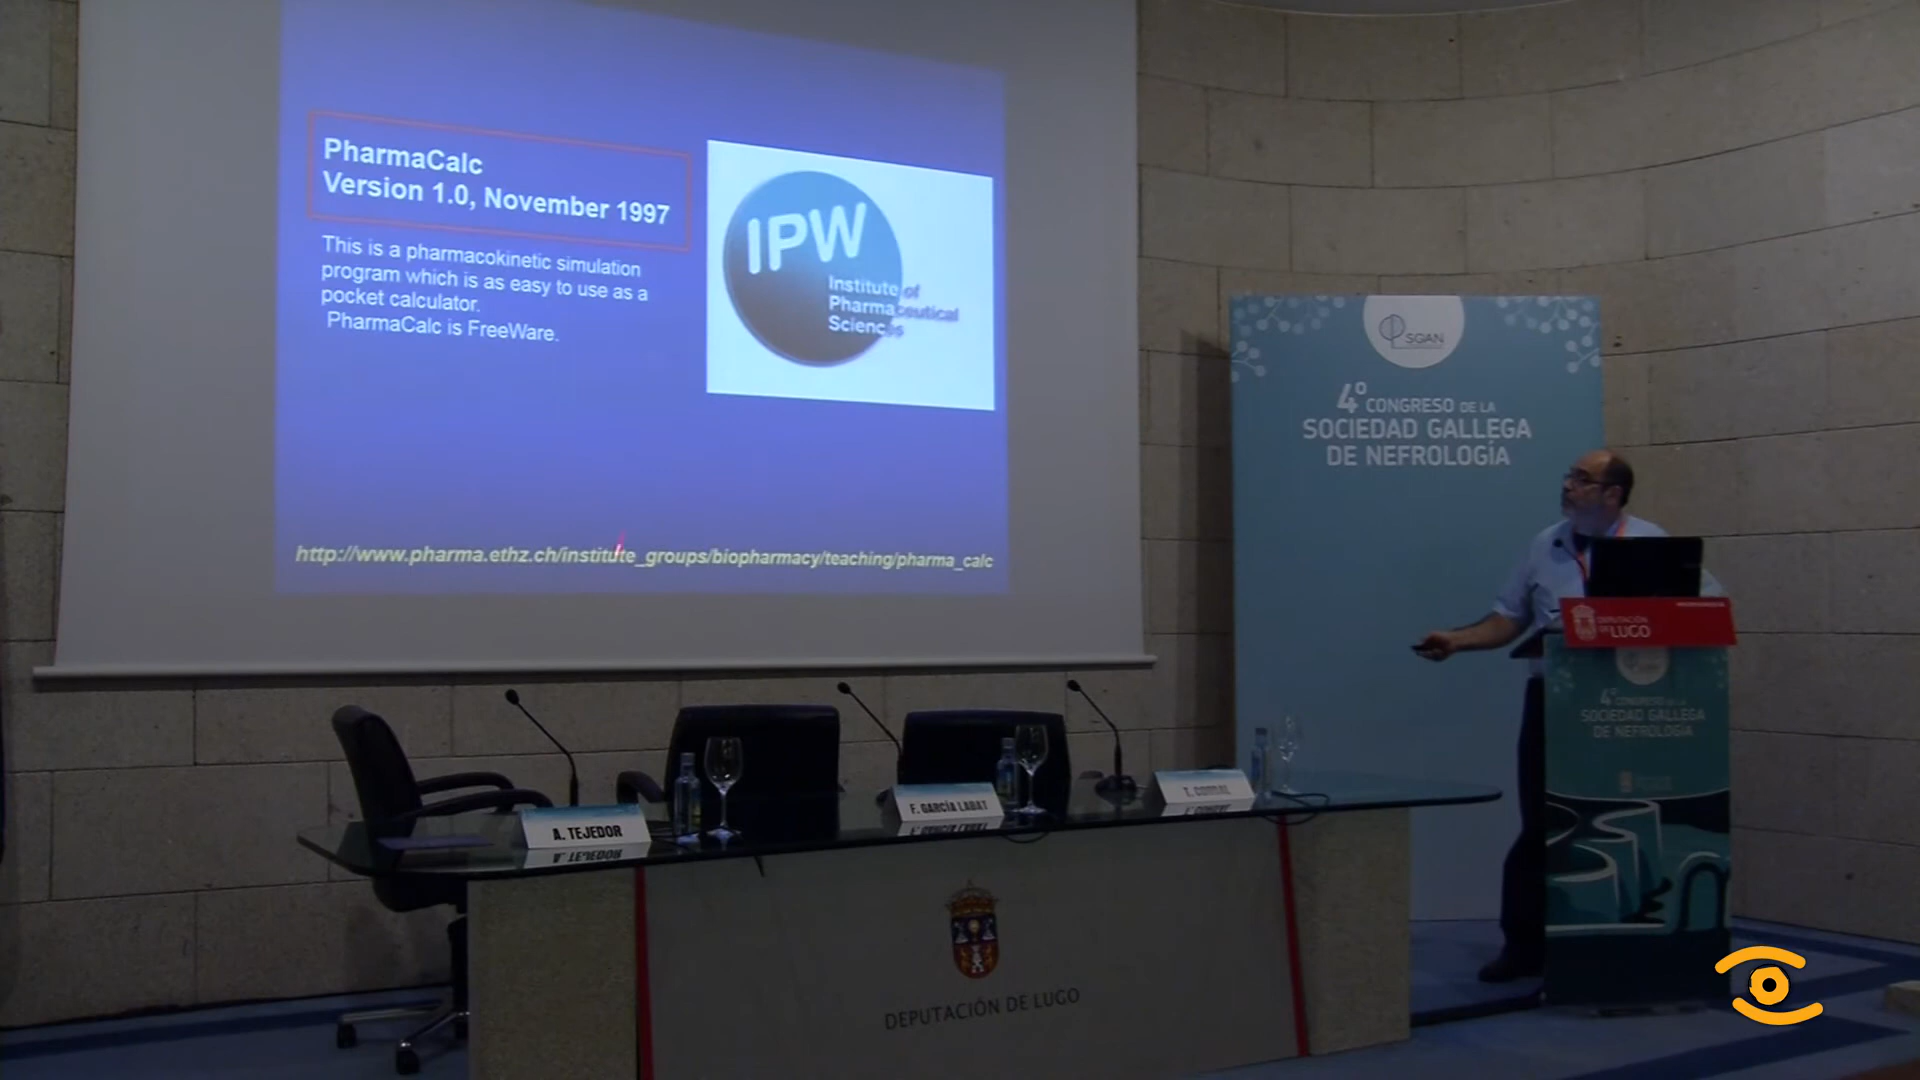 PharmaCalc
Version 1.0, November 1997
This is a pharmacokinetic simulation
program which is as easy to use as a
pocket calculator.
PharmaCalc is FreeWare.
IPW
Institute of
Pharmaceutical
Sciences
http://www.pharma.ethz.ch/institute_groups/biopharmacy/teaching/pharma_calc
SGAN
4º CONGRESO DE LA
SOCIEDAD GALLEGA
DE NEFROLOGÍA
DEPUTACIÓN
DE LUGO
4º CONGRESO DE LA
SOCIEDAD GALLEGA
DE NEFROLOGÍA
A. TEJEDOR
F. GARCÍA LABAT
T. CORRAL
DEPUTACIÓN DE LUGO